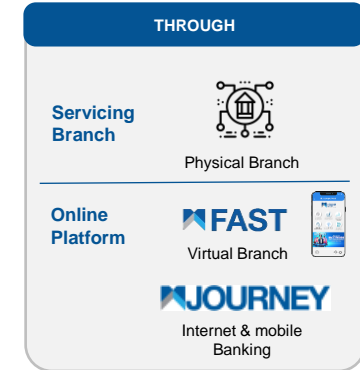 THROUGH
Servicing
Branch
Physical Branch
Online
Platform
FAST
Virtual Branch
JOURNEY
Internet & mobile
Banking